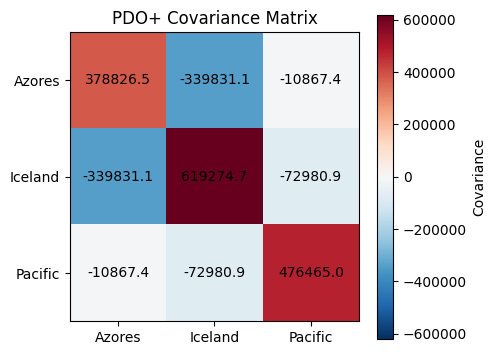 PDO+ Covariance Matrix
Azores 378826.5 -339831.1 -10867.4
Iceland -339831.1 619274.7 -72980.9
Pacific -10867.4 -72980.9 476465.0
Azores Iceland Pacific
600000
400000
200000
0
−200000
−400000
−600000
Covariance